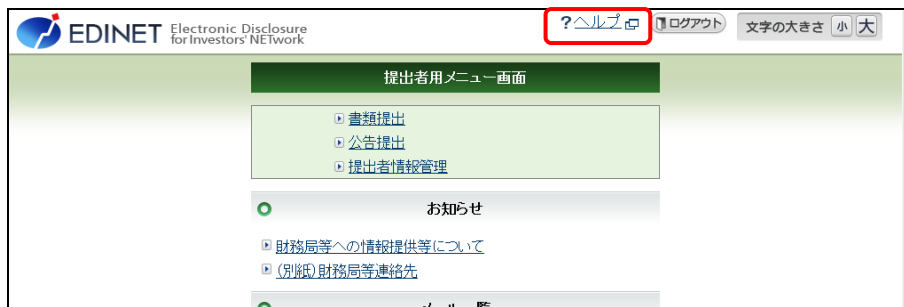 EDINET Electronic Disclosure for Investors' NETwork
?ヘルプ ログアウト 文字の大きさ 小 大
提出者用メニュー画面
書類提出
公告提出
提出者情報管理
お知らせ
財務局等への情報提供等について
(別紙)財務局等連絡先